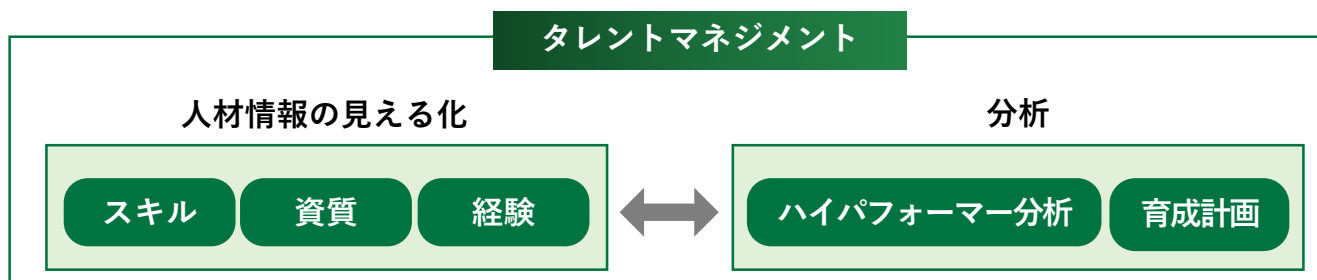 タレントマネジメント
人材情報の見える化
分析
スキル
資質
経験
ハイパフォーマー分析
育成計画